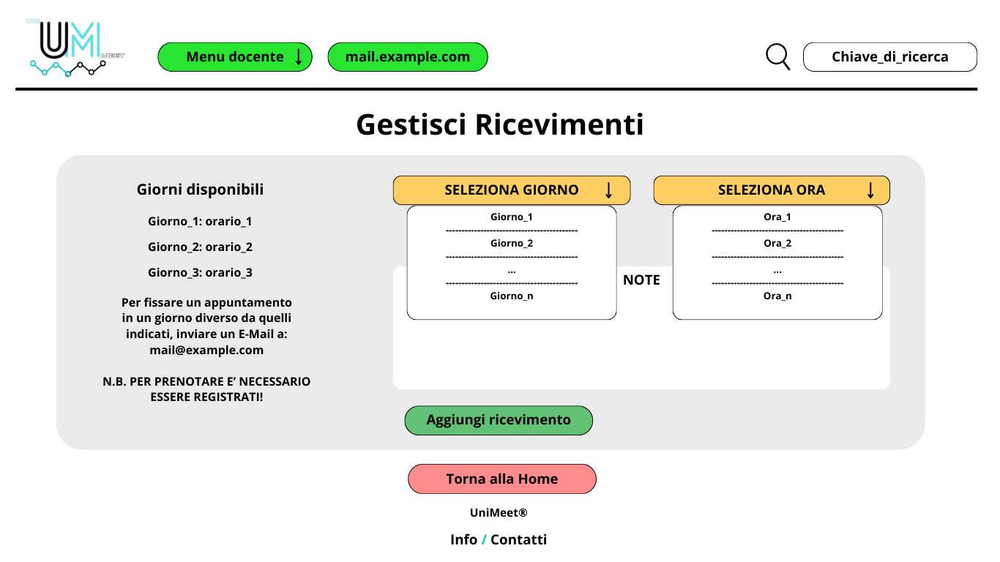 UNI
UM
MEET
Menu docente ↓
mail.example.com
Chiave_di_ricerca
Gestisci Ricevimenti
Giorni disponibili
Giorno_1: orario_1
Giorno_2: orario_2
Giorno_3: orario_3
Per fissare un appuntamento
in un giorno diverso da quelli
indicati, inviare un E-Mail a:
mail@example.com
N.B. PER PRENOTARE E’ NECESSARIO
ESSERE REGISTRATI!
SELEZIONA GIORNO ↓
Giorno_1
----------------------------------------
Giorno_2
----------------------------------------
...
----------------------------------------
Giorno_n
SELEZIONA ORA ↓
Ora_1
----------------------------------------
Ora_2
----------------------------------------
...
----------------------------------------
Ora_n
NOTE
Aggiungi ricevimento
Torna alla Home
UniMeet®
Info / Contatti